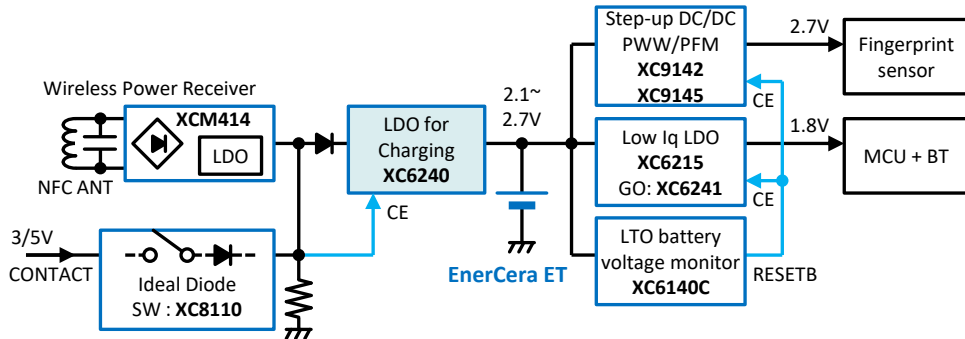 Wireless Power Receiver
XCM414
LDO
NFC ANT
3/5V
CONTACT
Ideal Diode
SW : XC8110
LDO for
Charging
XC6240
CE
2.1~
2.7V
EnerCera ET
Step-up DC/DC
PWW/PFM
XC9142
XC9145
CE
2.7V
Fingerprint
sensor
Low Iq LDO
XC6215
GO: XC6241
CE
1.8V
MCU + BT
LTO battery
voltage monitor
XC6140C
RESETB